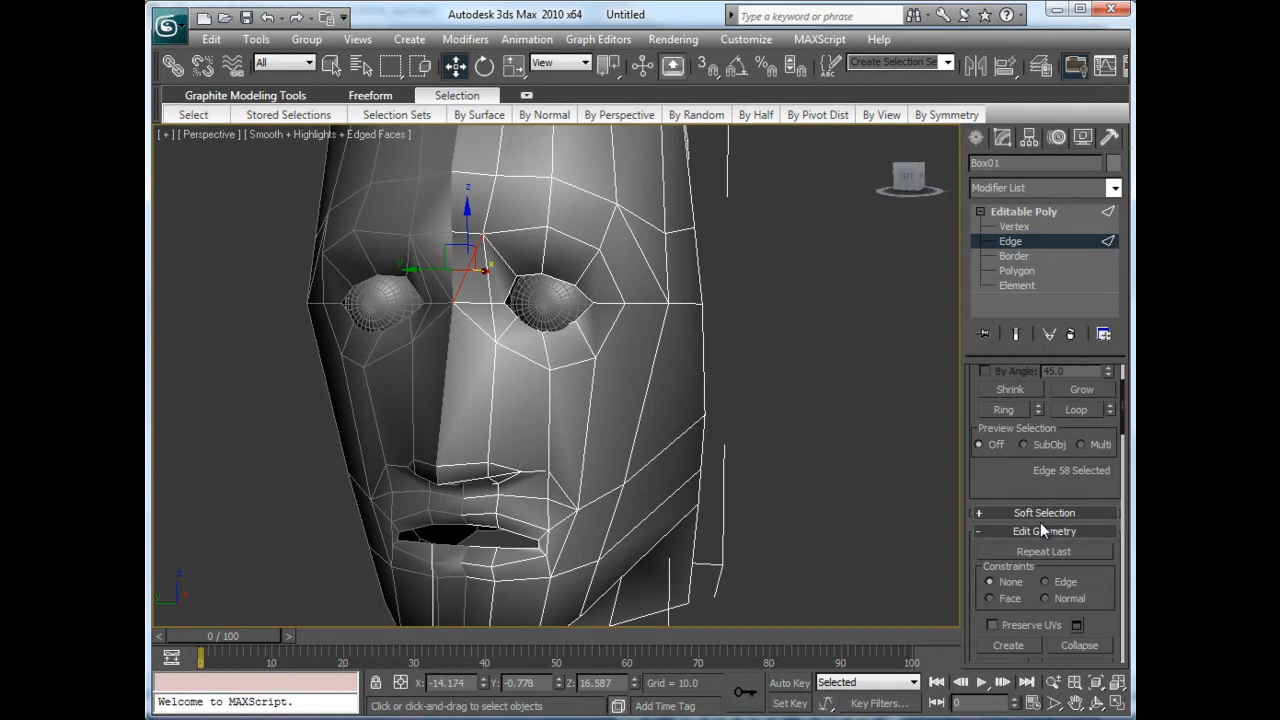 Autodesk 3ds Max 2010 x64 Untitled
Type a keyword or phrase
Edit Tools Group Views Create Modifiers Animation Graph Editors Rendering Customize MAXScript Help
All View Create Selection Se
Graphite Modeling Tools Freeform Selection
Select Stored Selections Selection Sets By Surface By Normal By Perspective By Random By Half By Pivot Dist By View By Symmetry
[ + ] [ Perspective ] [ Smooth + Highlights + Edged Faces ]
z
y
x
z
y
x
Box01
Modifier List
Editable Poly
Vertex
Edge
Border
Polygon
Element
By Angle: 45.0
Shrink Grow
Ring Loop
Preview Selection
Off SubObj Multi
Edge 58 Selected
+ Soft Selection
- Edit Geometry
Repeat Last
Constraints
None Edge
Face Normal
Preserve UVs
Create Collapse
< 0 / 100 >
0 10 20 30 40 50 60 70 80 90 100
X: -14.174 Y: -0.778 Z: 16.587 Grid = 10.0 Auto Key Selected
Welcome to MAXScript. Click or click-and-drag to select objects Add Time Tag Set Key Key Filters... 0